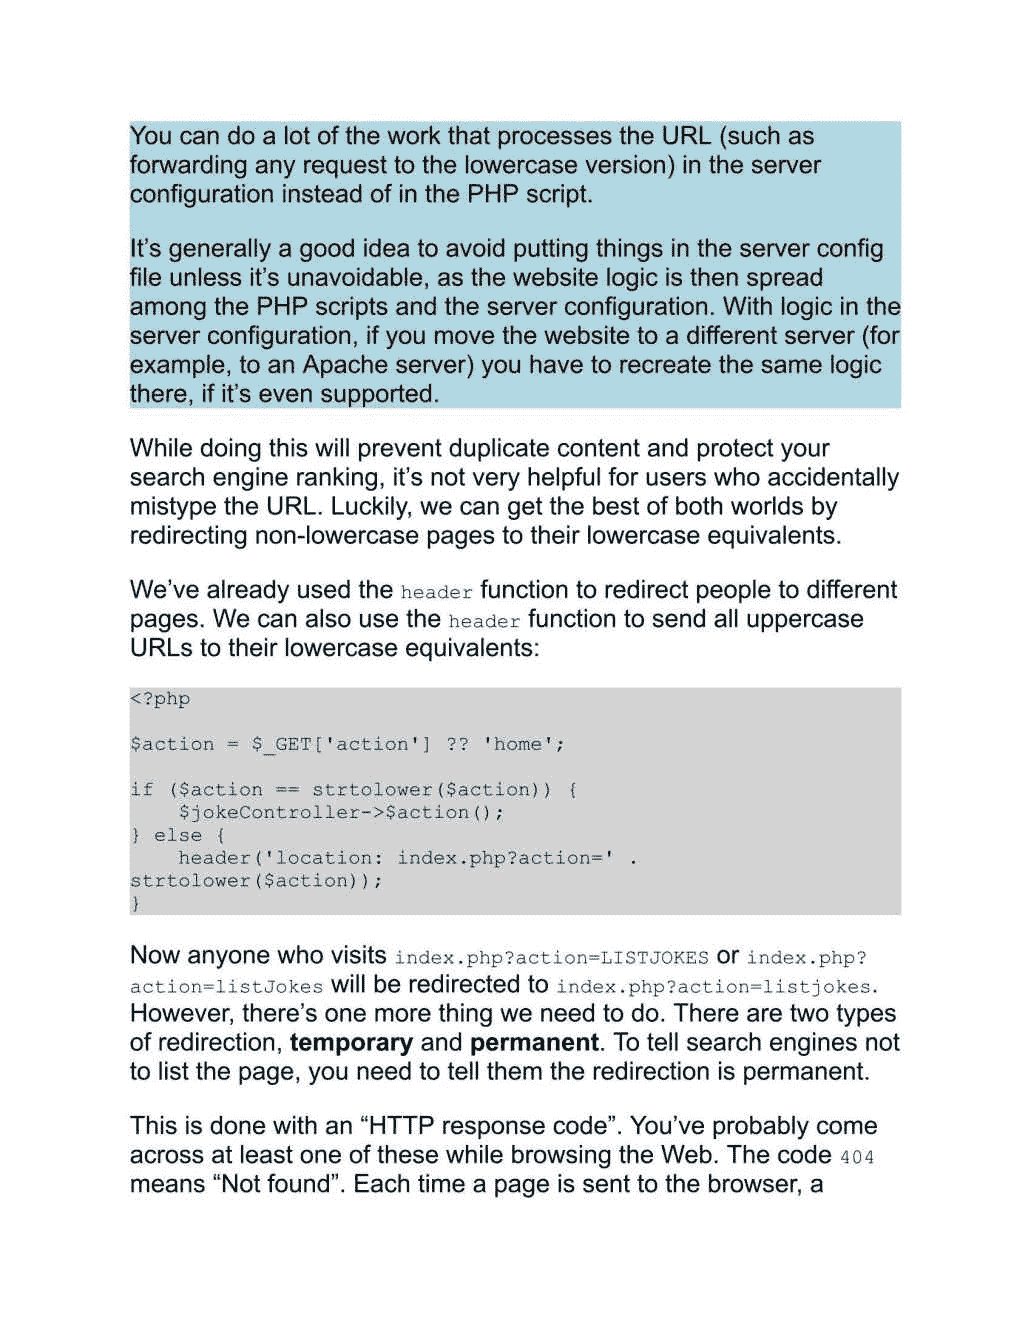 You can do a lot of the work that processes the URL (such as
forwarding any request to the lowercase version) in the server
configuration instead of in the PHP script.
It’s generally a good idea to avoid putting things in the server config
file unless it’s unavoidable, as the website logic is then spread
among the PHP scripts and the server configuration. With logic in the
server configuration, if you move the website to a different server (for
example, to an Apache server) you have to recreate the same logic
there, if it’s even supported.
While doing this will prevent duplicate content and protect your
search engine ranking, it’s not very helpful for users who accidentally
mistype the URL. Luckily, we can get the best of both worlds by
redirecting non-lowercase pages to their lowercase equivalents.
We’ve already used the header function to redirect people to different
pages. We can also use the header function to send all uppercase
URLs to their lowercase equivalents:
<?php
$action = $_GET['action'] ?? 'home';
if ($action == strtolower($action)) {
    $jokeController->$action();
} else {
    header('location: index.php?action=' .
strtolower($action));
}
Now anyone who visits index.php?action=LISTJOKES or index.php?
action=listJokes will be redirected to index.php?action=listjokes.
However, there’s one more thing we need to do. There are two types
of redirection, temporary and permanent. To tell search engines not
to list the page, you need to tell them the redirection is permanent.
This is done with an “HTTP response code”. You’ve probably come
across at least one of these while browsing the Web. The code 404
means “Not found”. Each time a page is sent to the browser, a